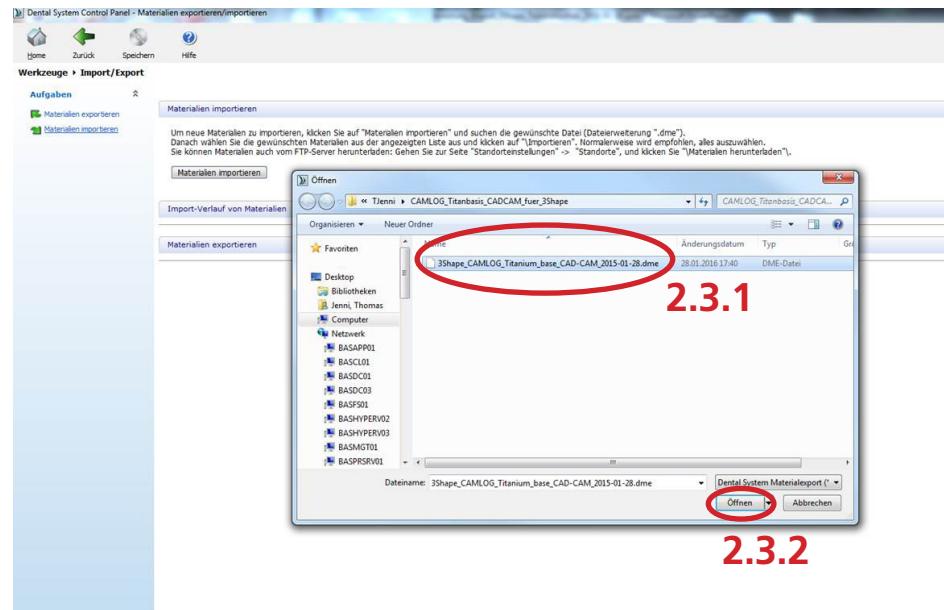 Dental System Control Panel - Materialien exportieren/importieren
Home Zurück Speichern Hilfe
Werkzeuge ▸ Import/Export
Aufgaben
Materialien exportieren
Materialien importieren
Materialien importieren
Um neue Materialien zu importieren, klicken Sie auf "Materialien importieren" und suchen die gewünschte Datei (Dateierweiterung ".dme").
Danach wählen Sie die gewünschten Materialien aus der angezeigten Liste aus und klicken auf "\Importieren". Normalerweise wird empfohlen, alles auszuwählen.
Sie können Materialien auch vom FTP-Server herunterladen: Gehen Sie zur Seite "Standorteinstellungen" -> "Standorte", und klicken Sie "\Materialien herunterladen"\.
Materialien importieren
Import-Verlauf von Materialien
Materialien exportieren
Öffnen
« TJenni ▸ CAMLOG_Titanbasis_CADCAM_fuer_3Shape
CAMLOG_Titanbasis_CADCA...
Organisieren Neuer Ordner
Name Änderungsdatum Typ Grö
3Shape_CAMLOG_Titanium_base_CAD-CAM_2015-01-28.dme 28.01.2016 17:40 DME-Datei
2.3.1
Favoriten
Desktop
Bibliotheken
Jenni, Thomas
Computer
Netzwerk
BASAPP01
BASCL01
BASDC01
BASDC03
BASFS01
BASHYPERV02
BASHYPERV03
BASMGT01
BASPRSRV01
Dateiname: 3Shape_CAMLOG_Titanium_base_CAD-CAM_2015-01-28.dme Dental System Materialexport (*
Öffnen Abbrechen
2.3.2